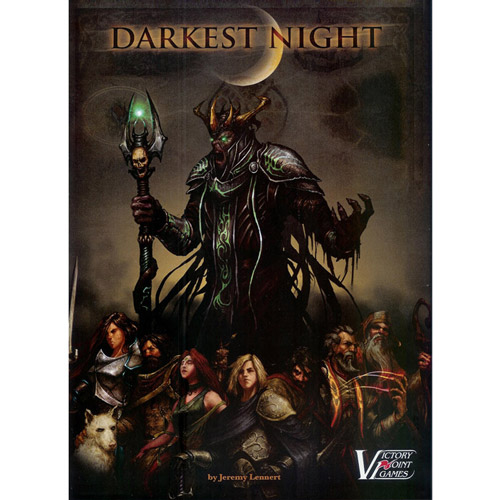 DARKEST NIGHT
by Jeremy Lennert
VICTORY
POINT
GAMES